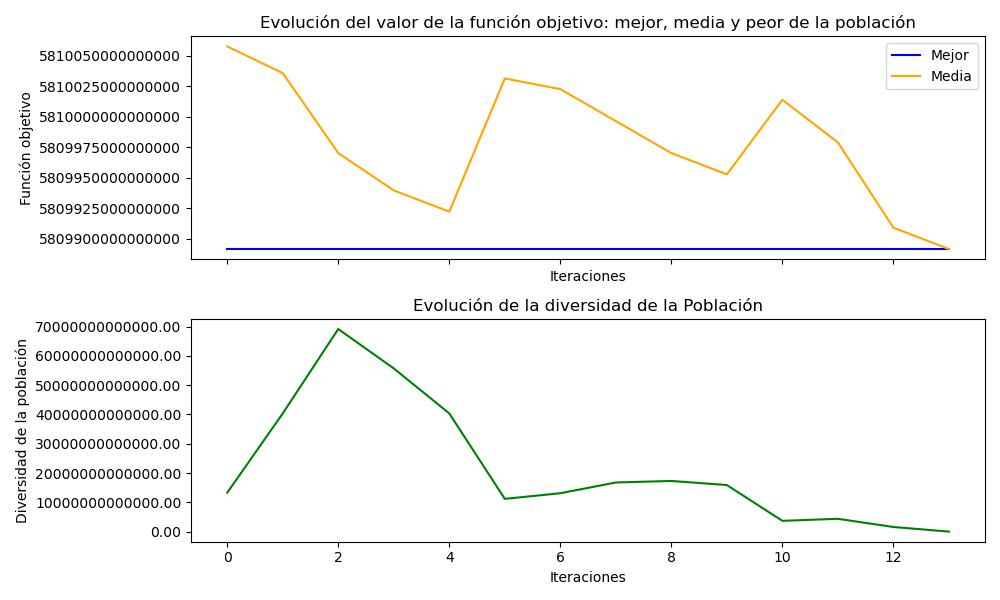 Evolución del valor de la función objetivo: mejor, media y peor de la población
Función objetivo
5810050000000000
5810025000000000
5810000000000000
5809975000000000
5809950000000000
5809925000000000
5809900000000000
Mejor
Media
Iteraciones
Evolución de la diversidad de la Población
Diversidad de la población
70000000000000.00
60000000000000.00
50000000000000.00
40000000000000.00
30000000000000.00
20000000000000.00
10000000000000.00
0.00
0 2 4 6 8 10 12
Iteraciones